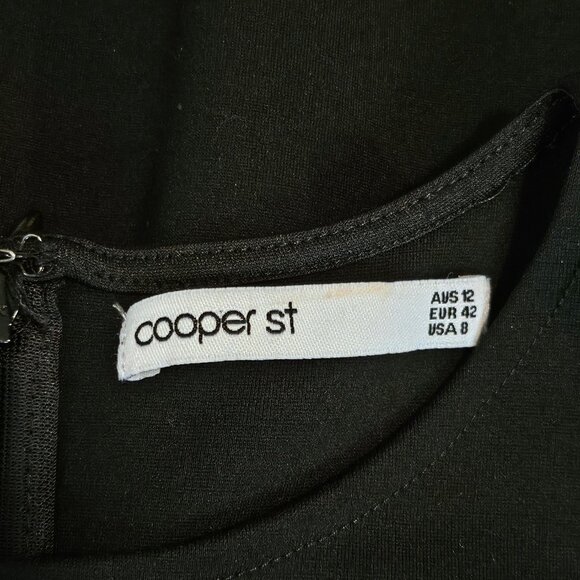 cooper st
AUS 12
EUR 42
USA 8